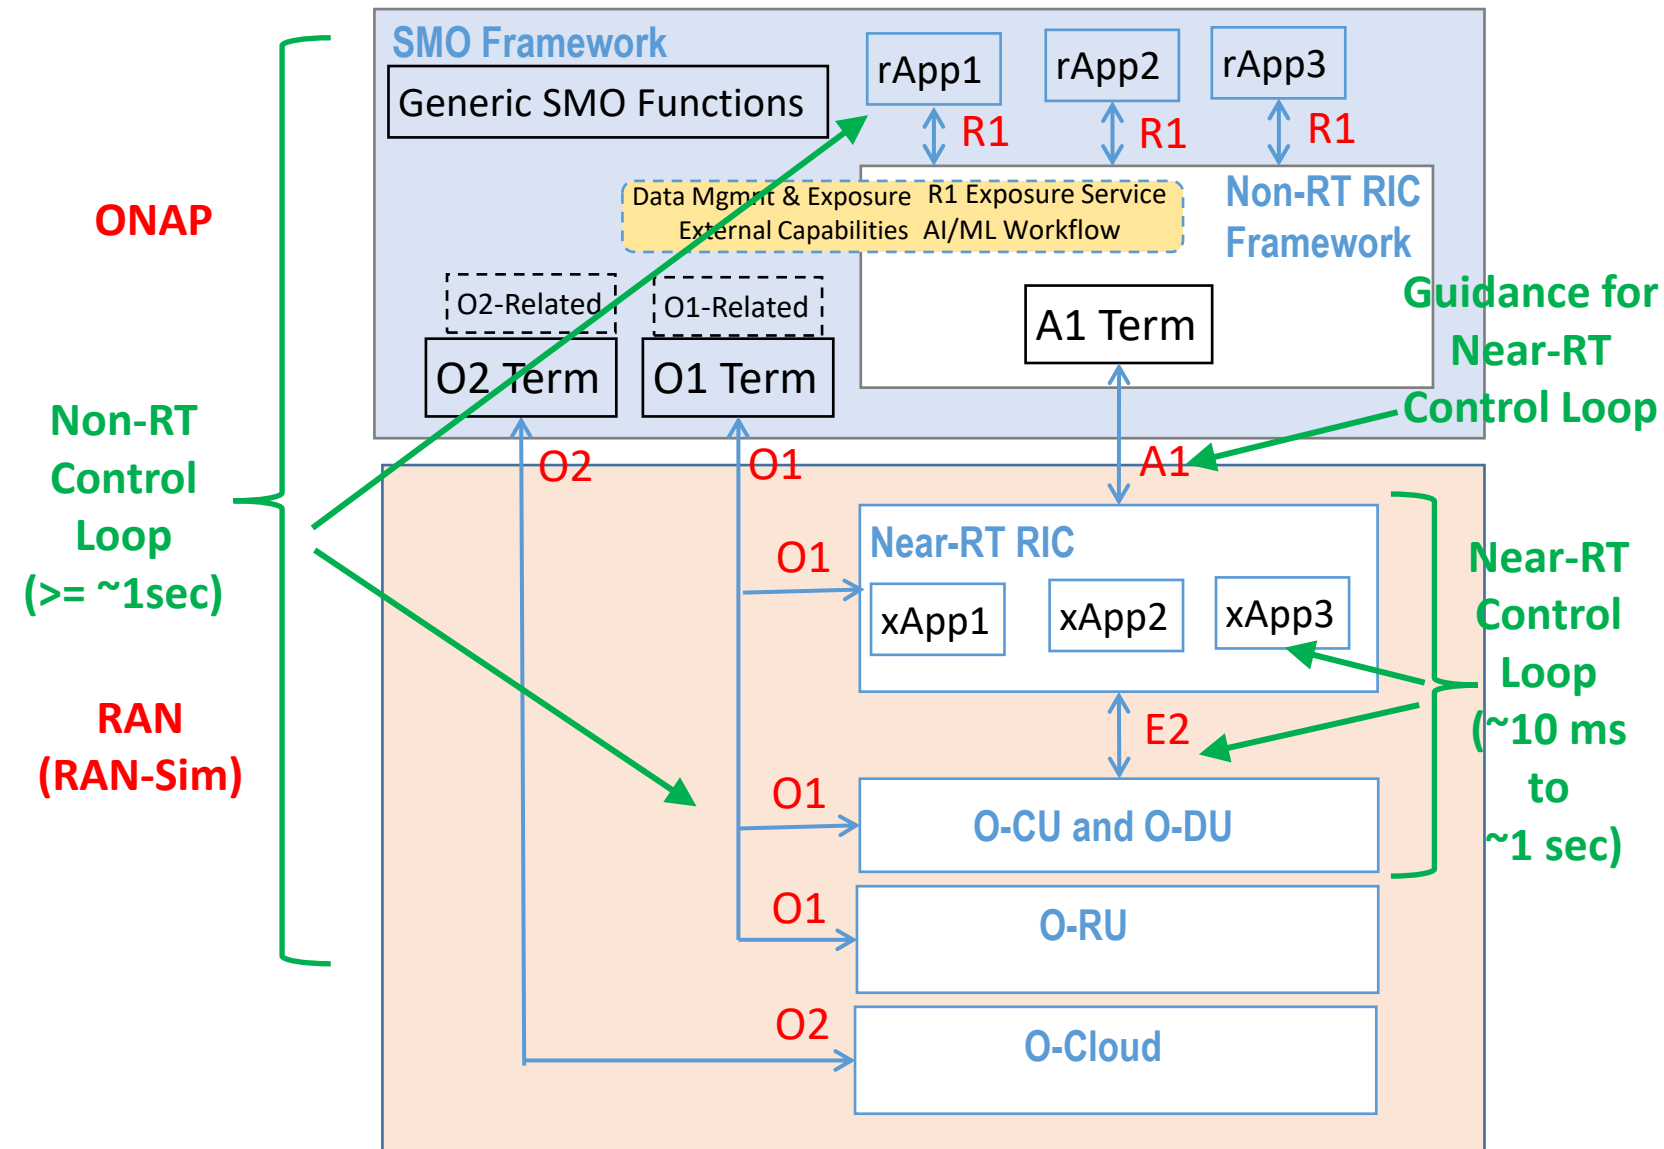 SMO Framework
Generic SMO Functions
rApp1
rApp2
rApp3
R1
R1
R1
ONAP
Data Mgmnt & Exposure R1 Exposure Service
External Capabilities AI/ML Workflow
Non-RT RIC
Framework
O2-Related
O1-Related
O2 Term
O1 Term
A1 Term
Guidance for
Near-RT
Control Loop
Non-RT
Control
Loop
(>= ~1sec)
O2
O1
A1
Near-RT RIC
O1
xApp1
xApp2
xApp3
Near-RT
Control
Loop
(~10 ms
to
~1 sec)
RAN
(RAN-Sim)
E2
O1
O-CU and O-DU
O1
O-RU
O2
O-Cloud